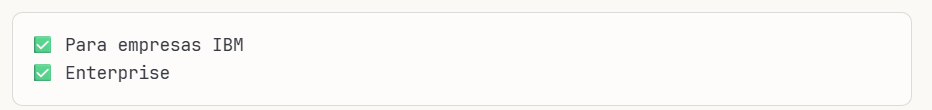 ✅ Para empresas IBM
✅ Enterprise